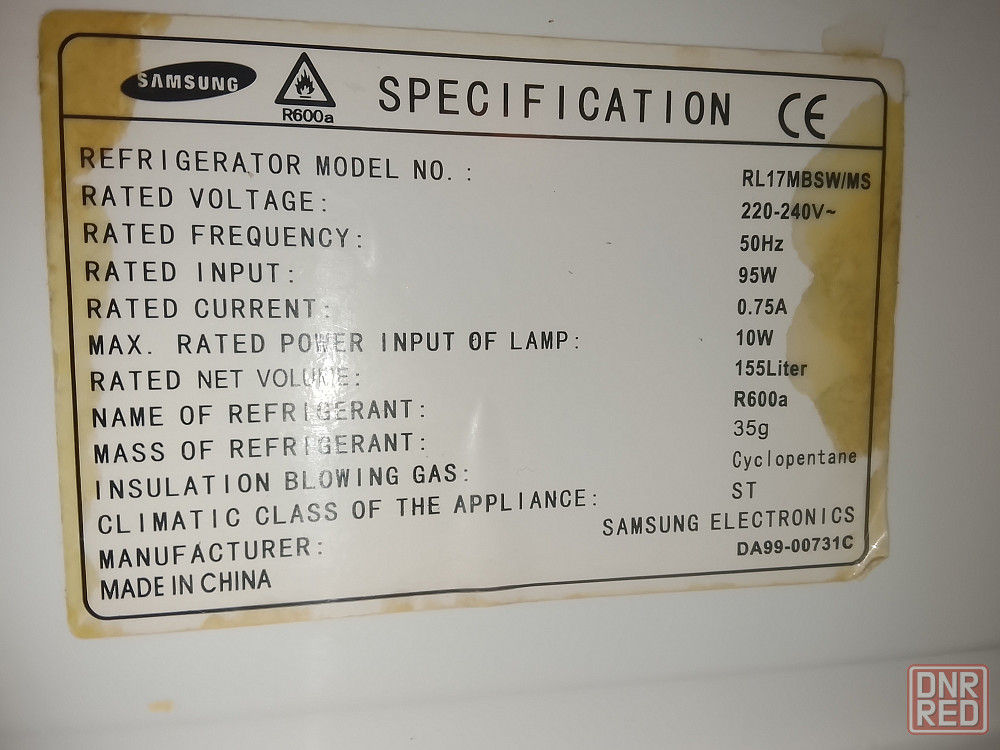 SAMSUNG R600a SPECIFICATION CE
REFRIGERATOR MODEL NO. : RL17MBSW/MS
RATED VOLTAGE: 220-240V~
RATED FREQUENCY: 50Hz
RATED INPUT: 95W
RATED CURRENT: 0.75A
MAX. RATED POWER INPUT OF LAMP: 10W
RATED NET VOLUME: 155Liter
NAME OF REFRIGERANT: R600a
MASS OF REFRIGERANT: 35g
INSULATION BLOWING GAS: Cyclopentane
CLIMATIC CLASS OF THE APPLIANCE: ST
MANUFACTURER: SAMSUNG ELECTRONICS
MADE IN CHINA DA99-00731C
DNR
RED